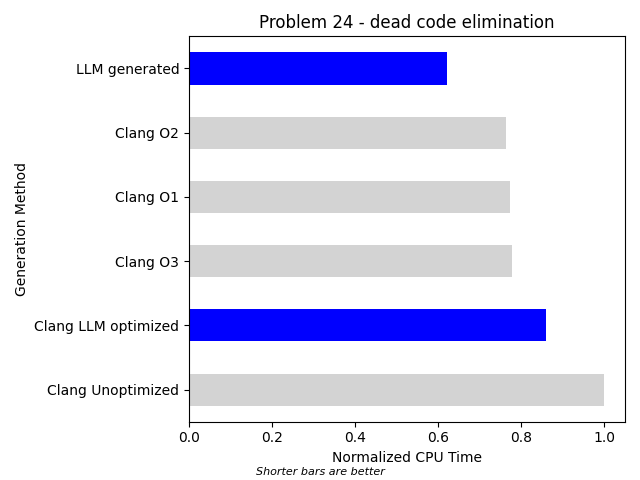 Problem 24 - dead code elimination
LLM generated
Clang O2
Clang O1
Clang O3
Clang LLM optimized
Clang Unoptimized
Generation Method
0.0 0.2 0.4 0.6 0.8 1.0
Normalized CPU Time
Shorter bars are better